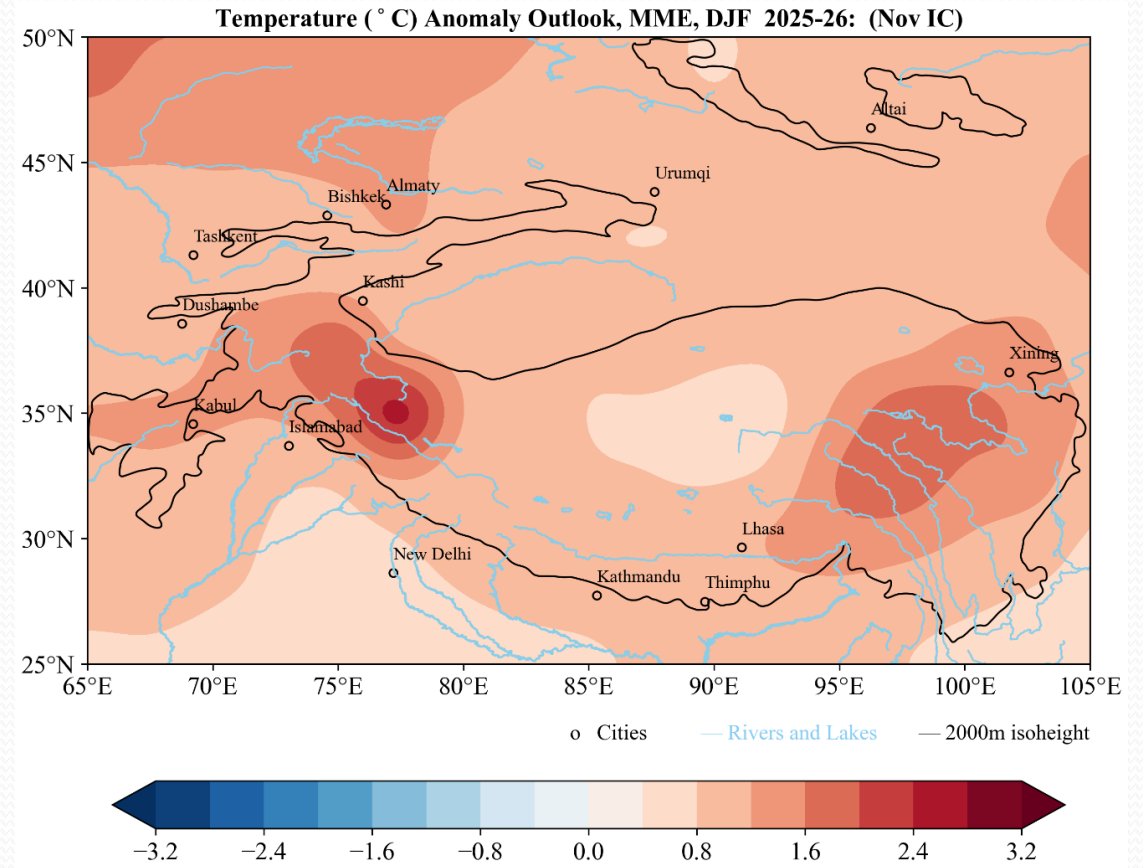 Temperature (˚C) Anomaly Outlook, MME, DJF 2025-26: (Nov IC)
50°N
Altai
45°N
Urumqi
Almaty
Bishkek
Tashkent
40°N
Kashi
Dushambe
Xining
35°N
Kabul
Islamabad
30°N
Lhasa
New Delhi
Kathmandu
Thimphu
25°N
65°E 70°E 75°E 80°E 85°E 90°E 95°E 100°E 105°E
Cities Rivers and Lakes 2000m isoheight
−3.2 −2.4 −1.6 −0.8 0.0 0.8 1.6 2.4 3.2